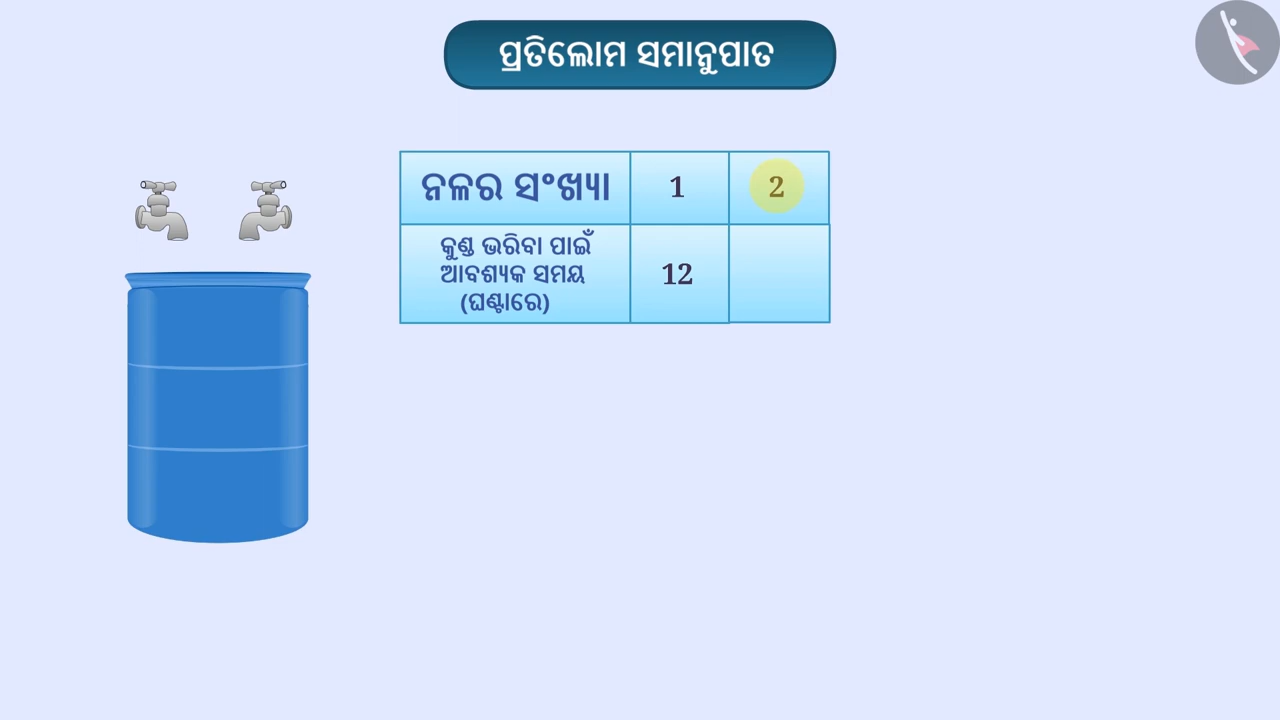 ପ୍ରତିଲୋମ ସମାନୁପାତ
ନଳର ସଂଖ୍ୟା 1 2
କୁଣ୍ଡ ଭରିବା ପାଇଁ
ଆବଶ୍ୟକ ସମୟ 12
(ଘଣ୍ଟାରେ)